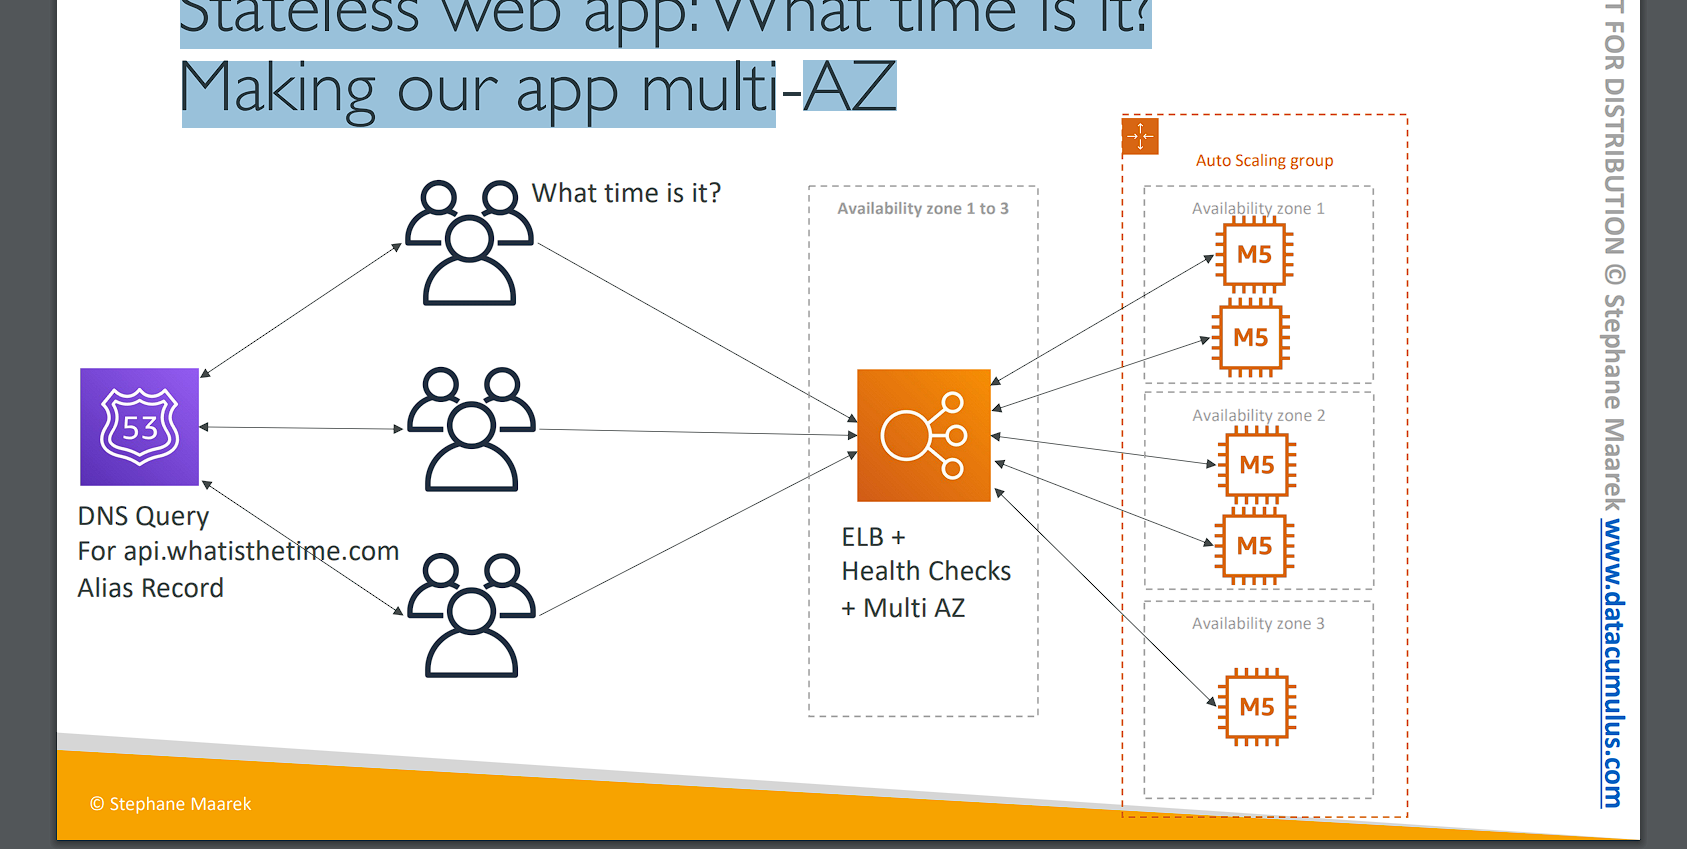 Stateless web app: What time is it?
Making our app multi-AZ
Auto Scaling group
What time is it?
Availability zone 1 to 3
Availability zone 1
M5
M5
Availability zone 2
M5
M5
Availability zone 3
M5
53
DNS Query
For api.whatisthetime.com
Alias Record
ELB +
Health Checks
+ Multi AZ
© Stephane Maarek
FOR DISTRIBUTION © Stephane Maarek www.datacumulus.com